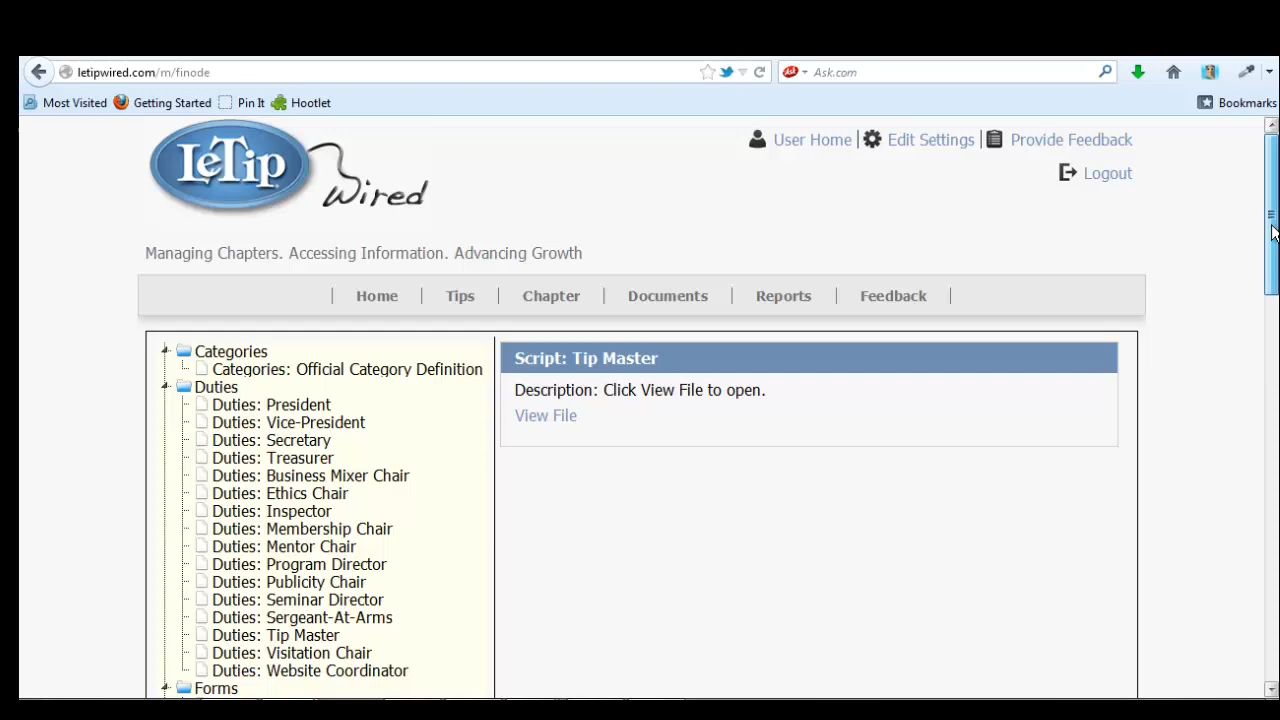 letipwired.com/m/finode
Ask.com
Most Visited Getting Started Pin It Hootlet Bookmarks
LeTip Wired
User Home | Edit Settings | Provide Feedback
Logout
Managing Chapters. Accessing Information. Advancing Growth
| Home | Tips | Chapter | Documents | Reports | Feedback |
Categories
Categories: Official Category Definition
Duties
Duties: President
Duties: Vice-President
Duties: Secretary
Duties: Treasurer
Duties: Business Mixer Chair
Duties: Ethics Chair
Duties: Inspector
Duties: Membership Chair
Duties: Mentor Chair
Duties: Program Director
Duties: Publicity Chair
Duties: Seminar Director
Duties: Sergeant-At-Arms
Duties: Tip Master
Duties: Visitation Chair
Duties: Website Coordinator
Forms
Script: Tip Master
Description: Click View File to open.
View File